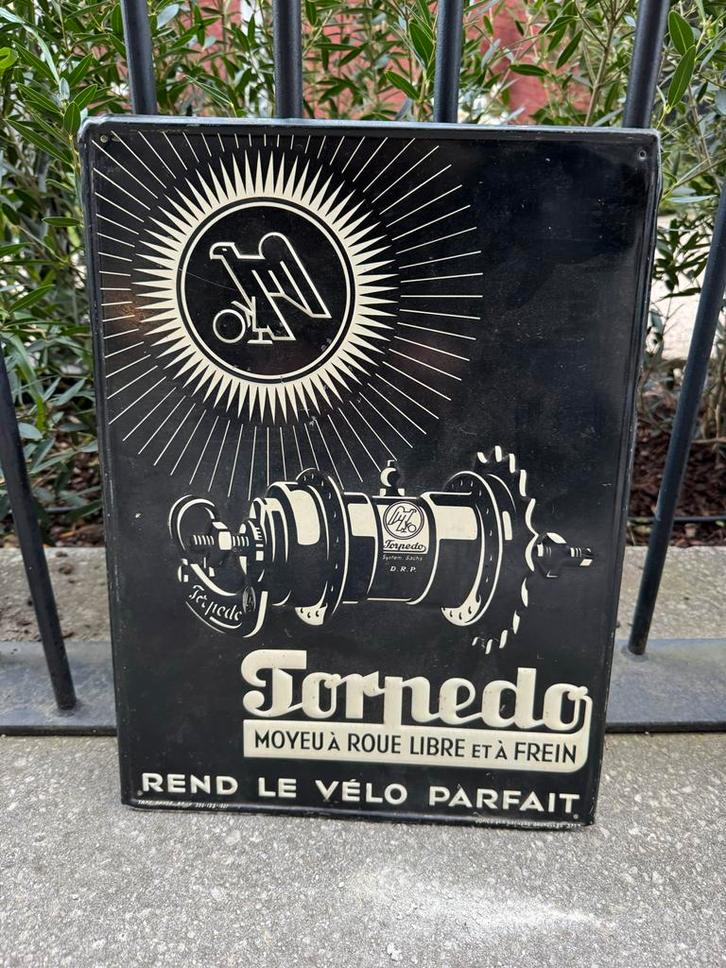 Torpedo
System Sachs
D.R.P.
Torpedo
Torpedo
MOYEU À ROUE LIBRE ET À FREIN
REND LE VÉLO PARFAIT